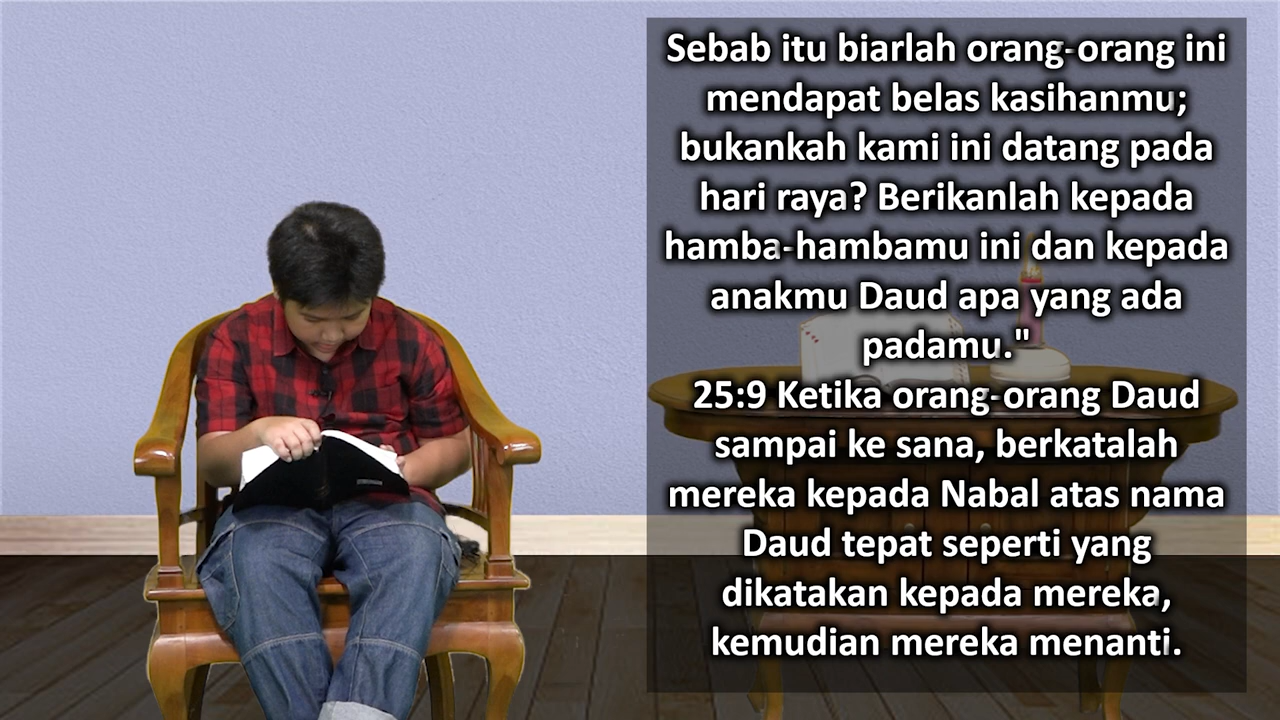 Sebab itu biarlah orang-orang ini
mendapat belas kasihanmu;
bukankah kami ini datang pada
hari raya? Berikanlah kepada
hamba-hambamu ini dan kepada
anakmu Daud apa yang ada
padamu."
25:9 Ketika orang-orang Daud
sampai ke sana, berkatalah
mereka kepada Nabal atas nama
Daud tepat seperti yang
dikatakan kepada mereka,
kemudian mereka menanti.